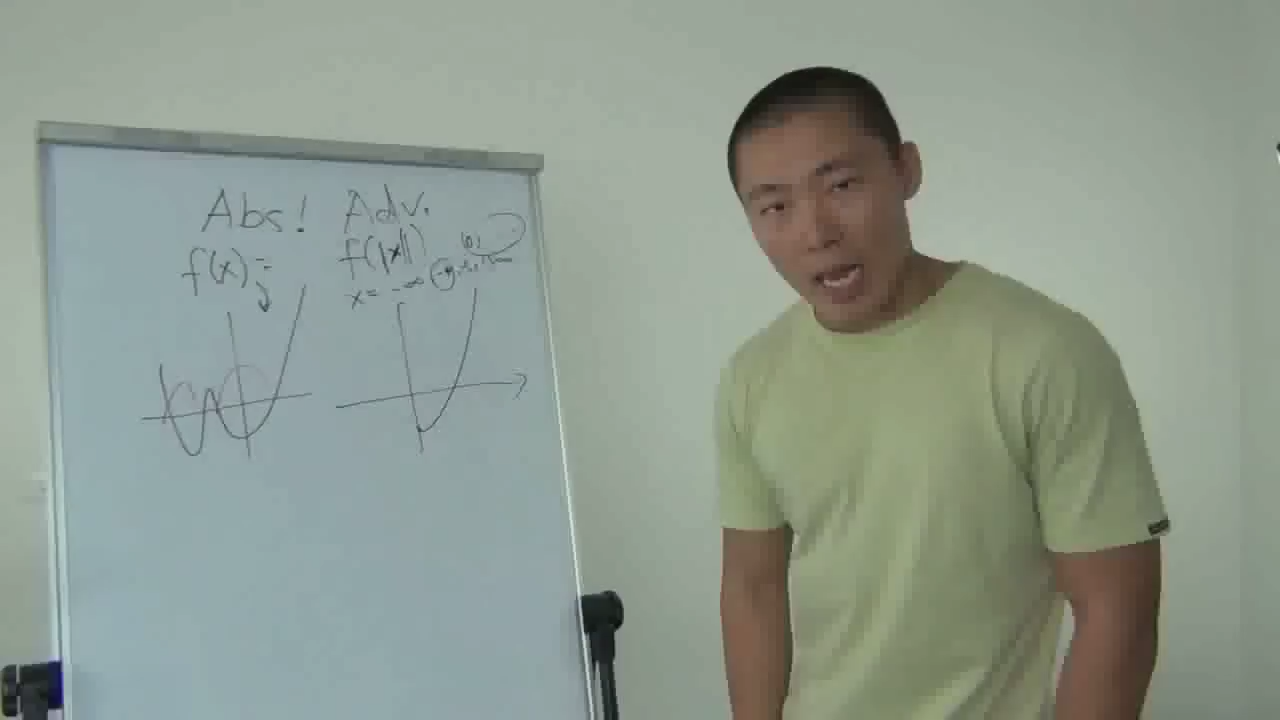 Abs! Adv.
f(x) = f(|x|)
x = -∞